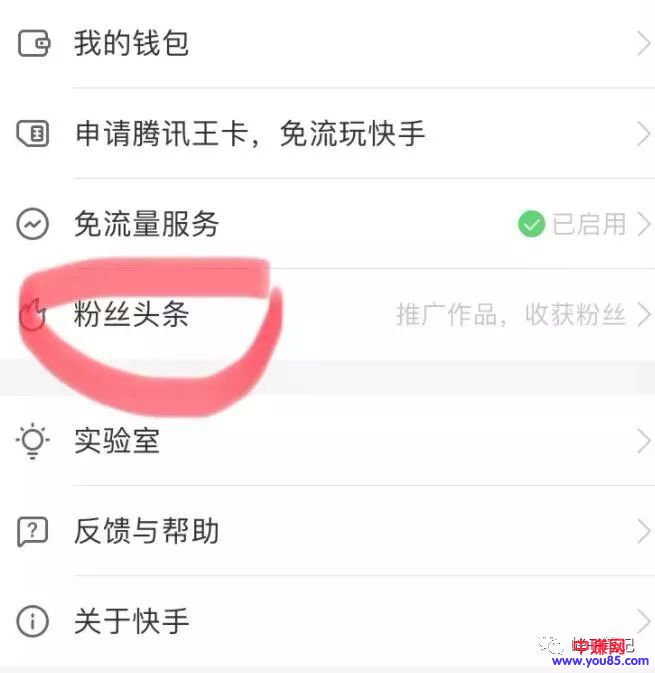 我的钱包
申请腾讯王卡，免流玩快手
免流量服务 已启用
粉丝头条 推广作品，收获粉丝
实验室
反馈与帮助
关于快手
中赚网
www.you85.com